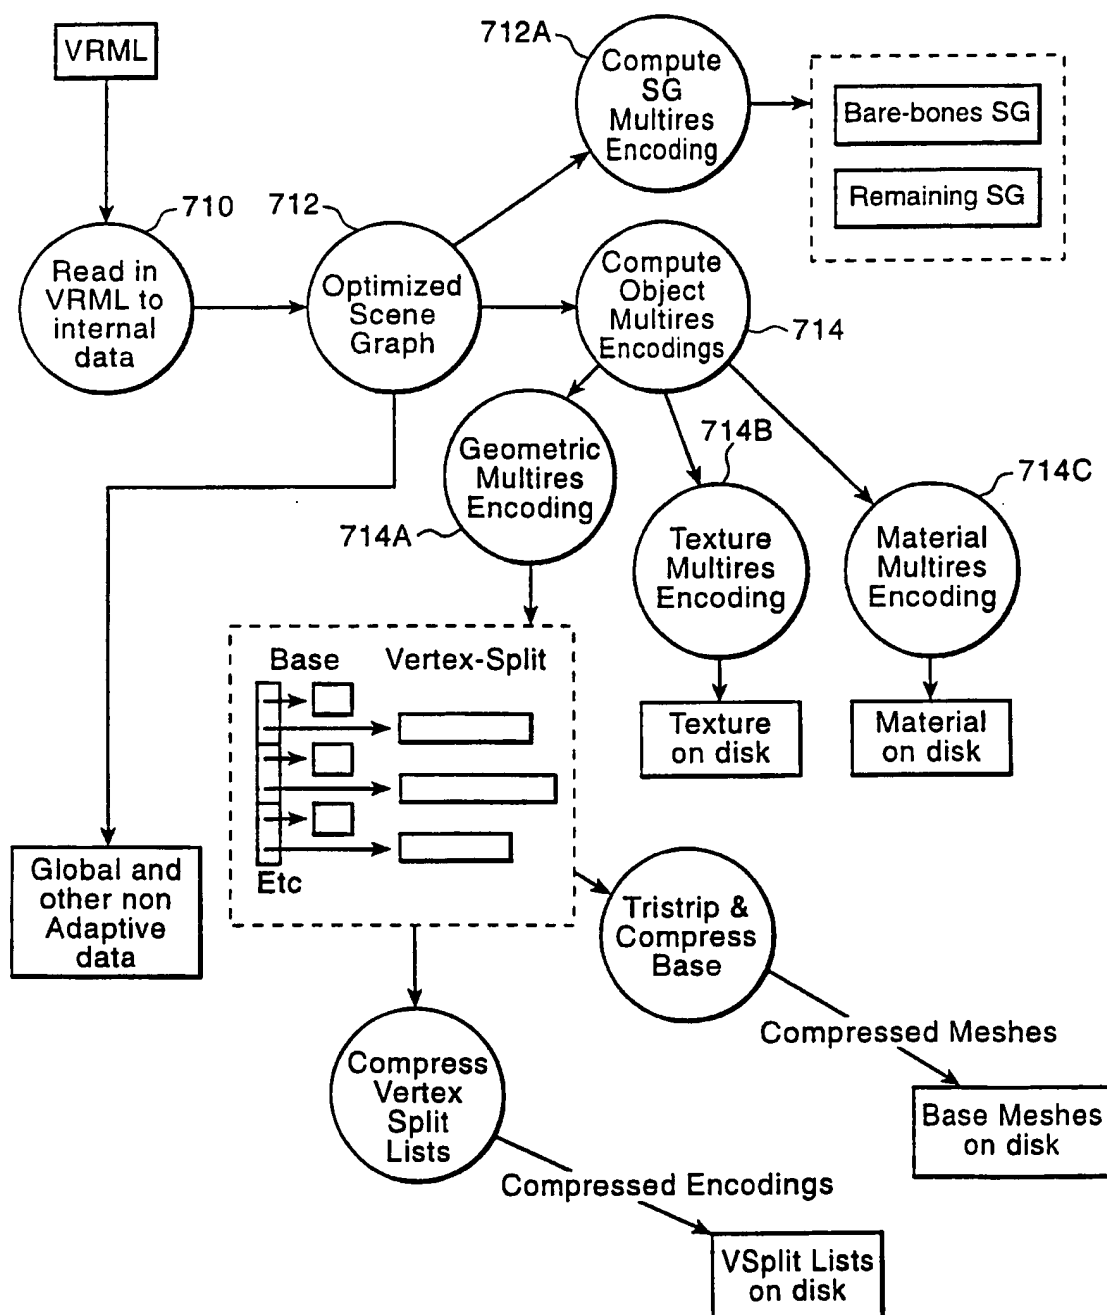 VRML
712A
Compute
SG
Multires
Encoding
Bare-bones SG
Remaining SG
710
Read in
VRML to
internal
data
712
Optimized
Scene
Graph
Compute
Object
Multires
Encodings
714
Geometric
Multires
Encoding
714A
714B
Texture
Multires
Encoding
714C
Material
Multires
Encoding
Texture
on disk
Material
on disk
Base
Vertex-Split
Etc
Global and
other non
Adaptive
data
Tristrip &
Compress
Base
Compressed Meshes
Base Meshes
on disk
Compress
Vertex
Split
Lists
Compressed Encodings
VSplit Lists
on disk